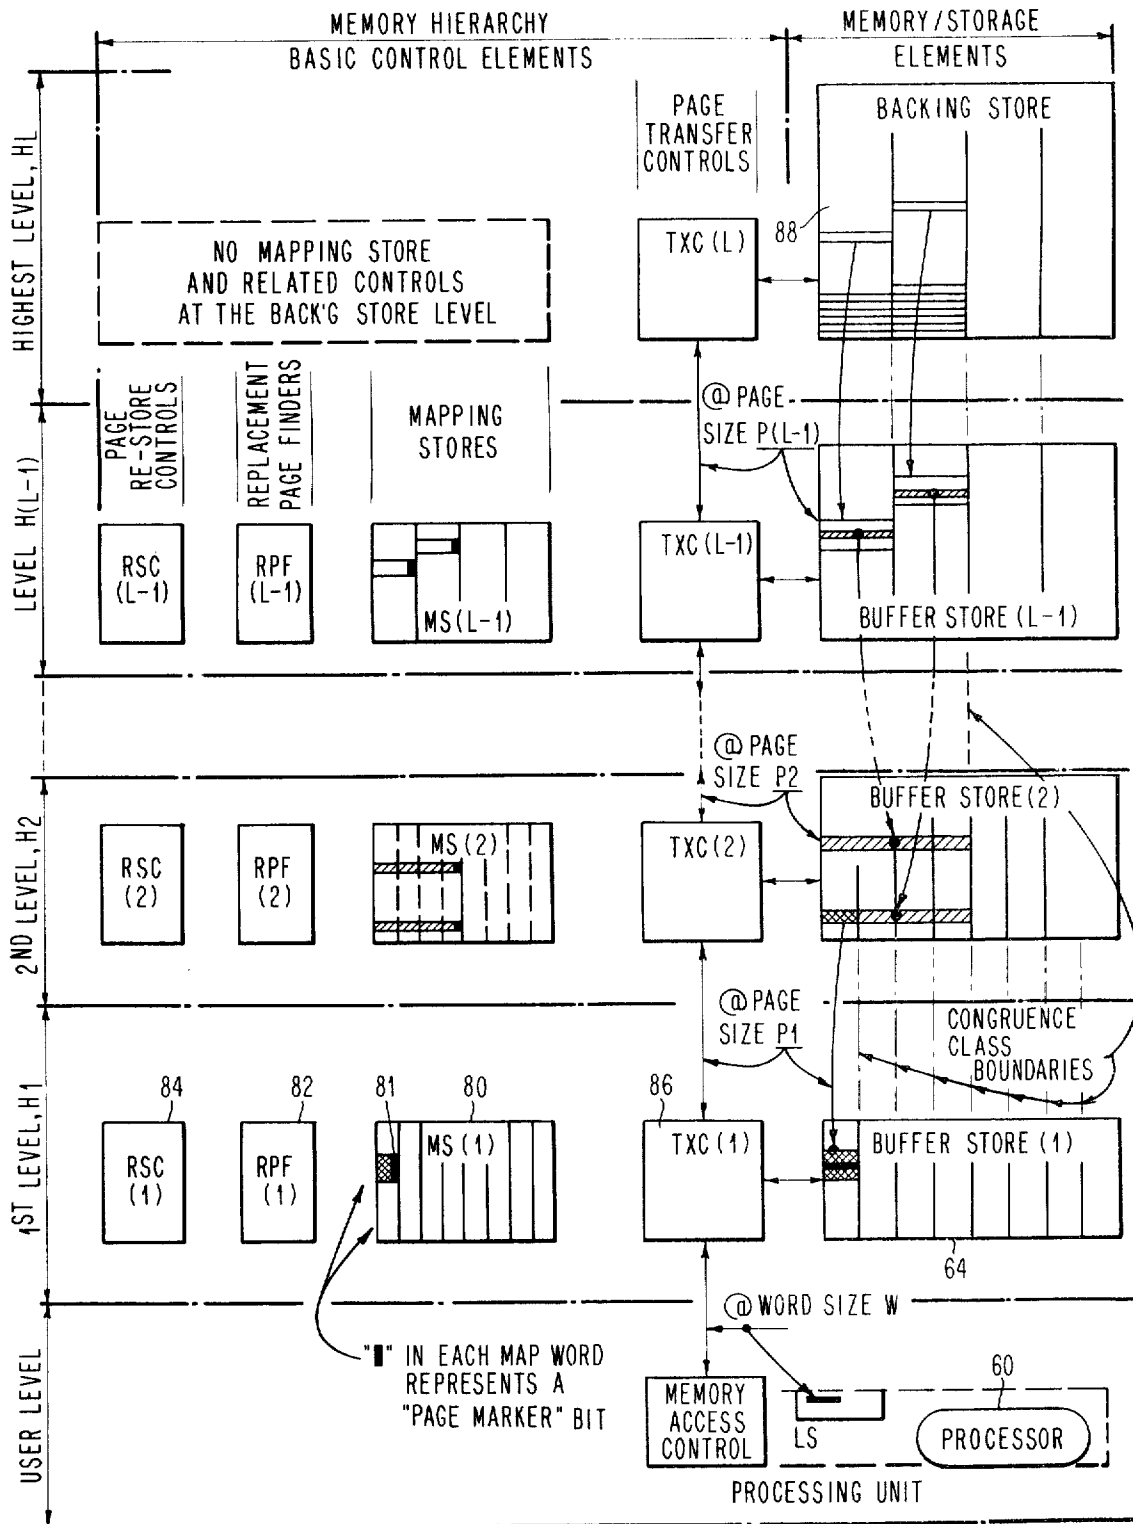 MEMORY HIERARCHY
BASIC CONTROL ELEMENTS
MEMORY/STORAGE
ELEMENTS
HIGHEST LEVEL, HL
PAGE
TRANSFER
CONTROLS
BACKING STORE
88
TXC (L)
NO MAPPING STORE
AND RELATED CONTROLS
AT THE BACK'G STORE LEVEL
LEVEL H(L-1)
PAGE
RE-STORE
CONTROLS
REPLACEMENT
PAGE FINDERS
MAPPING
STORES
@ PAGE
SIZE P(L-1)
RSC
(L-1)
RPF
(L-1)
MS(L-1)
TXC(L-1)
BUFFER STORE (L-1)
2ND LEVEL, H2
@ PAGE
SIZE P2
RSC
(2)
RPF
(2)
MS(2)
TXC(2)
BUFFER STORE(2)
1ST LEVEL, H1
@ PAGE
SIZE P1
CONGRUENCE
CLASS
BOUNDARIES
84
82
81
80
86
RSC
(1)
RPF
(1)
MS(1)
TXC(1)
BUFFER STORE (1)
64
USER LEVEL
@ WORD SIZE W
"▮" IN EACH MAP WORD
REPRESENTS A
"PAGE MARKER" BIT
MEMORY
ACCESS
CONTROL
LS
60
PROCESSOR
PROCESSING UNIT